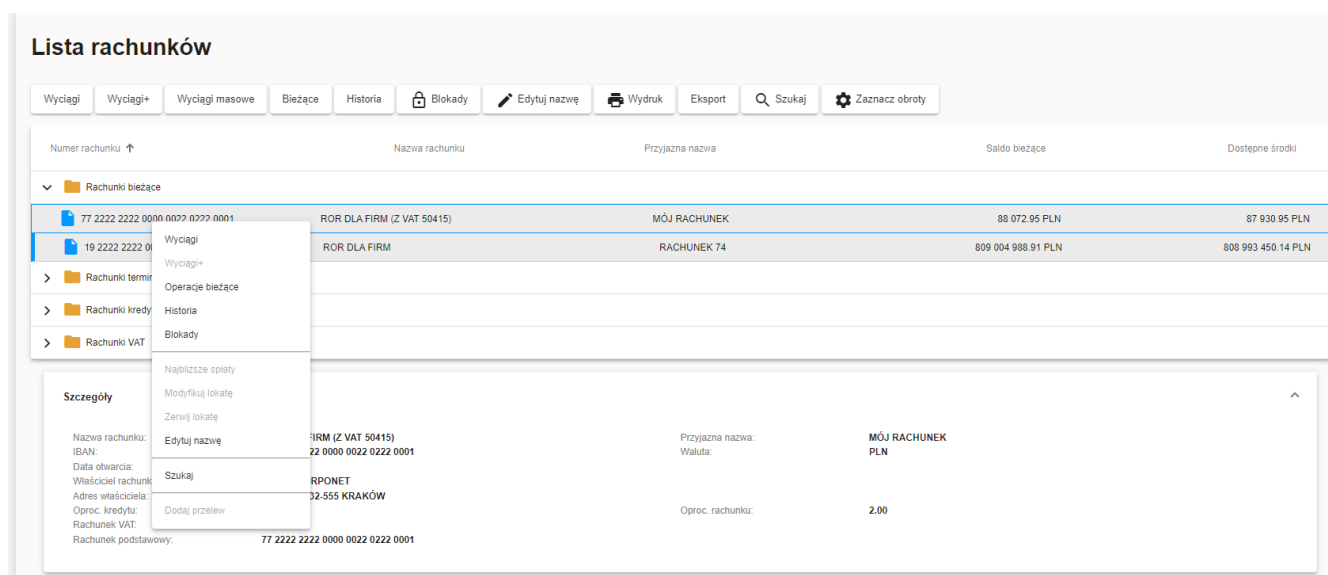 Lista rachunków
Wyciągi Wyciągi+ Wyciągi masowe Bieżące Historia Blokady Edytuj nazwę Wydruk Eksport Szukaj Zaznacz obroty
Numer rachunku Nazwa rachunku Przyjazna nazwa Saldo bieżące Dostępne środki
Rachunki bieżące
77 2222 2222 0000 0022 0222 0001 ROR DLA FIRM (Z VAT 50415) MÓJ RACHUNEK 88 072.95 PLN 87 930.95 PLN
19 2222 2222 ROR DLA FIRM RACHUNEK 74 809 004 988.91 PLN 808 993 450.14 PLN
Rachunki
Rachunki
Rachunki VAT
Wyciągi
Wyciągi+
Operacje bieżące
Historia
Blokady
Najbliższe spłaty
Modyfikuj lokatę
Zerwij lokatę
Edytuj nazwę
Szukaj
Dodaj przelew
Szczegóły
Nazwa rachunku: (Z VAT 50415) Przyjazna nazwa: MÓJ RACHUNEK
IBAN: 0000 0022 0222 0001 Waluta: PLN
Data otwarcia:
Właściciel
Adres właściciela: KRAKÓW
Oproc. kredytu: Oproc. rachunku: 2.00
Rachunek VAT:
Rachunek podstawowy: 77 2222 2222 0000 0022 0222 0001